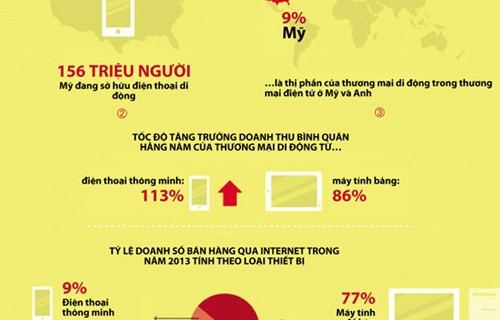 9%
Mỹ
156 TRIỆU NGƯỜI
Mỹ đang sở hữu điện thoại di
động
②
...là thị phần của thương mại di động trong thương
mại điện tử ở Mỹ và Anh
③
TỐC ĐỘ TĂNG TRƯỞNG DOANH THU BÌNH QUÂN
HÀNG NĂM CỦA THƯƠNG MẠI DI ĐỘNG TỪ...
điện thoại thông minh:
113%
máy tính bảng:
86%
TỶ LỆ DOANH SỐ BÁN HÀNG QUA INTERNET TRONG
NĂM 2013 TÍNH THEO LOẠI THIẾT BỊ
9%
Điện thoại
thông minh
77%
Máy tính